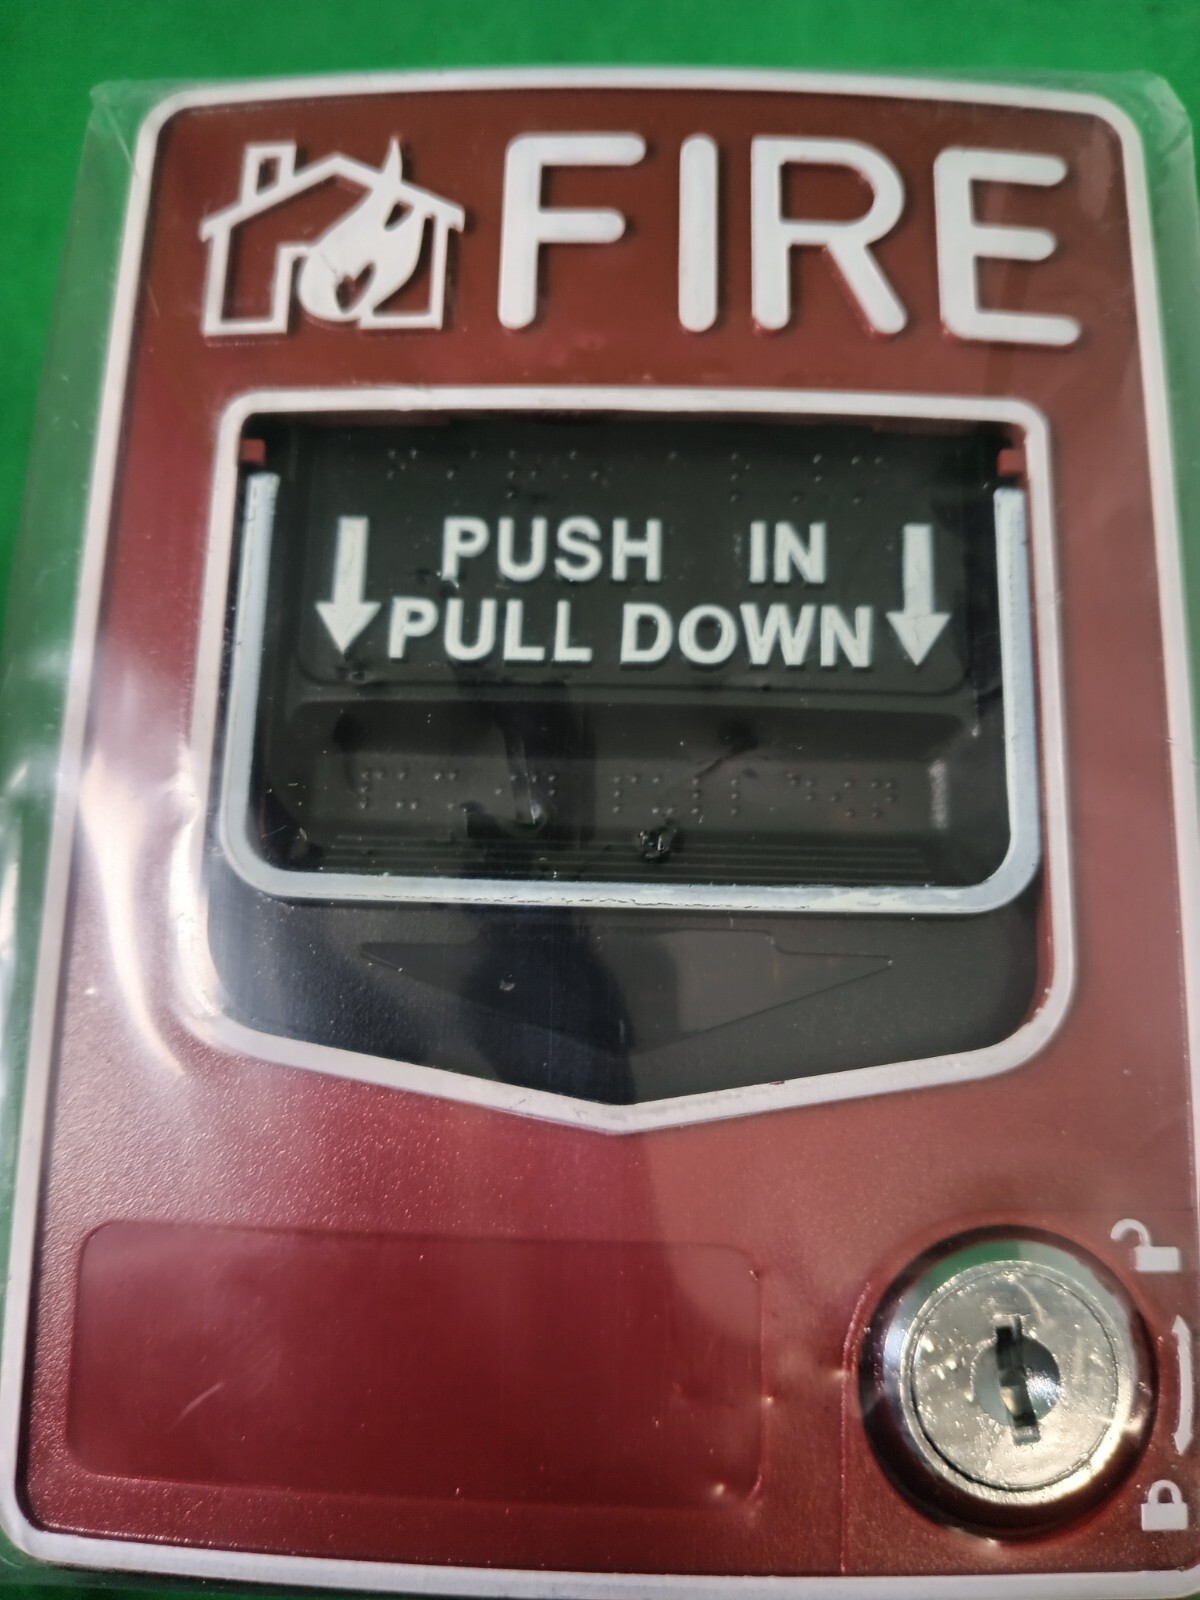 FIRE
PUSH IN
PULL DOWN